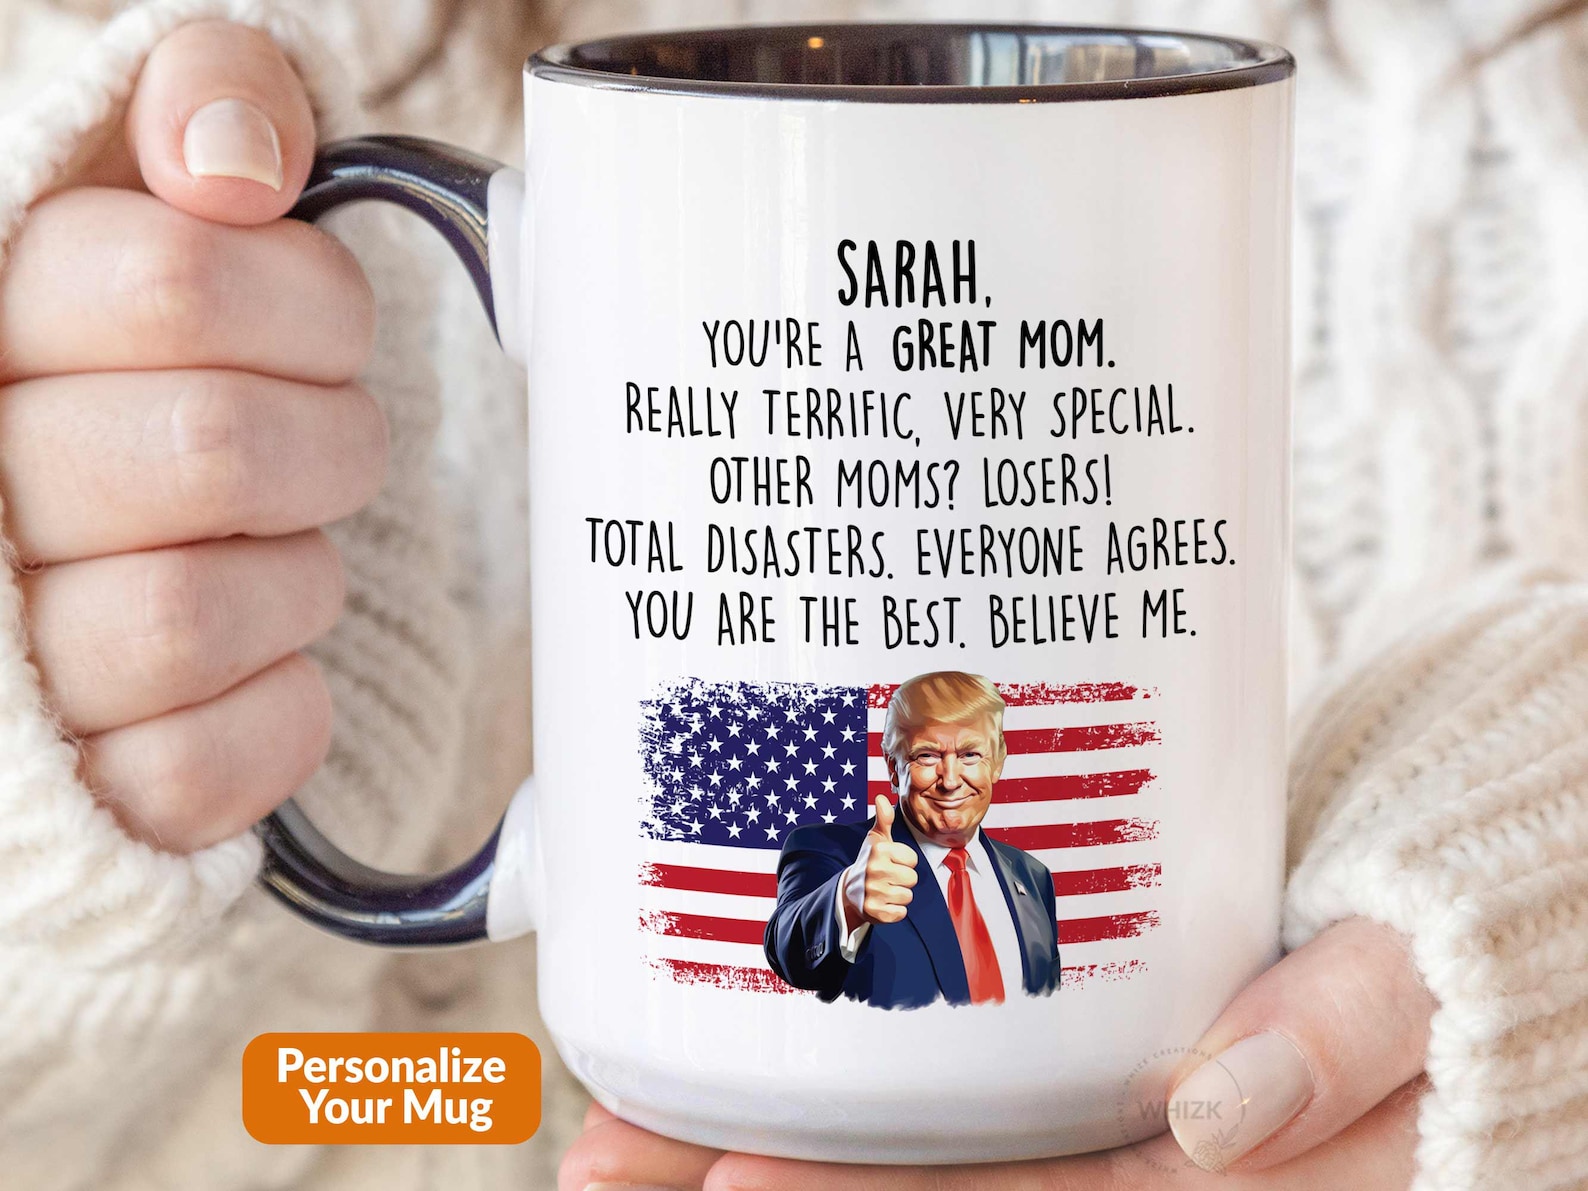 SARAH,
YOU'RE A GREAT MOM.
REALLY TERRIFIC, VERY SPECIAL.
OTHER MOMS? LOSERS!
TOTAL DISASTERS. EVERYONE AGREES.
YOU ARE THE BEST. BELIEVE ME.
Personalize
Your Mug
WHIZK